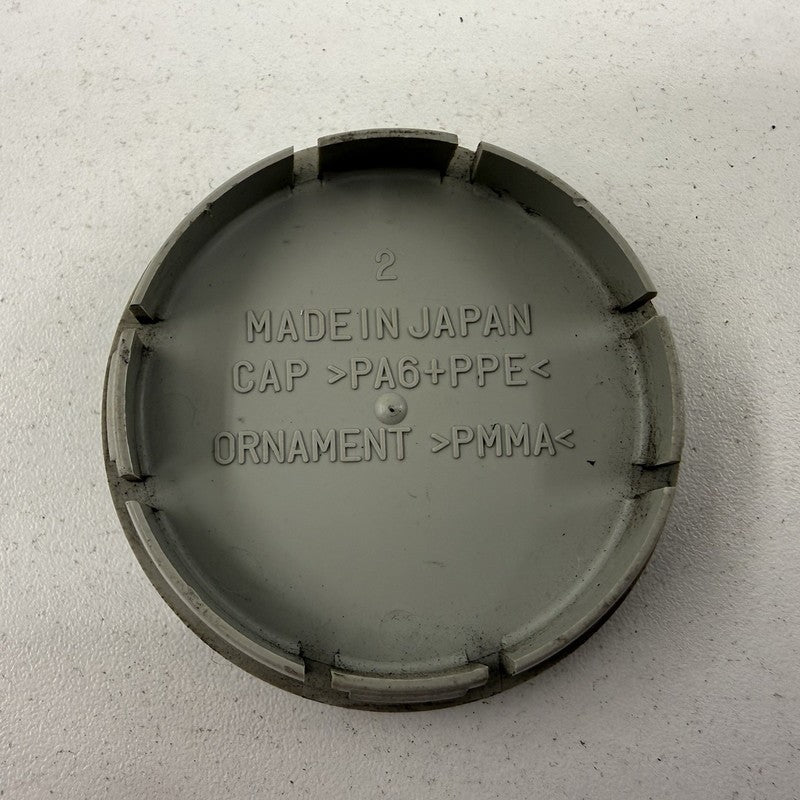 2
MADE IN JAPAN
CAP >PA6+PPE<
ORNAMENT >PMMA<